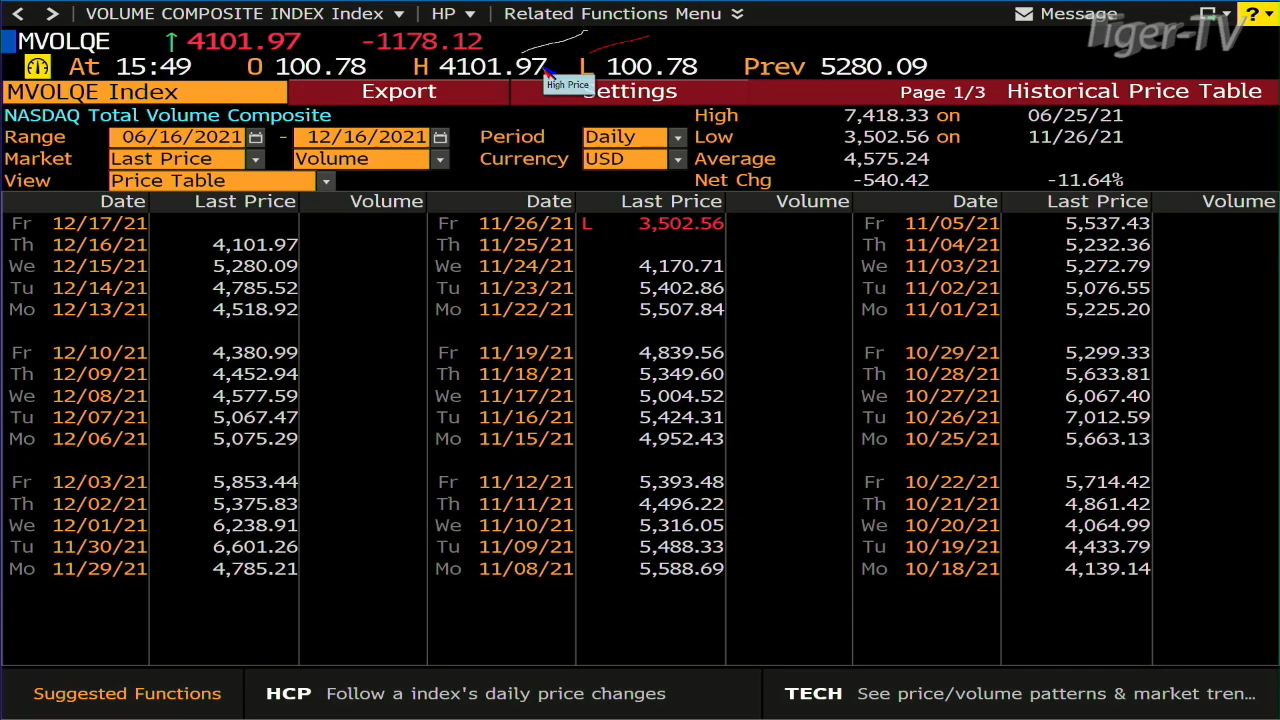 < > VOLUME COMPOSITE INDEX Index HP Related Functions Menu Message ?
Tiger-TV
MVOLQE ↑ 4101.97 -1178.12
At 15:49 O 100.78 H 4101.97 L 100.78 Prev 5280.09
High Price
MVOLQE Index Export Settings Page 1/3 Historical Price Table
NASDAQ Total Volume Composite High 7,418.33 on 06/25/21
Range 06/16/2021 - 12/16/2021 Period Daily Low 3,502.56 on 11/26/21
Market Last Price Volume Currency USD Average 4,575.24
View Price Table Net Chg -540.42 -11.64%
Date Last Price Volume Date Last Price Volume Date Last Price Volume
Fr 12/17/21 Fr 11/26/21 L 3,502.56 Fr 11/05/21 5,537.43
Th 12/16/21 4,101.97 Th 11/25/21 Th 11/04/21 5,232.36
We 12/15/21 5,280.09 We 11/24/21 4,170.71 We 11/03/21 5,272.79
Tu 12/14/21 4,785.52 Tu 11/23/21 5,402.86 Tu 11/02/21 5,076.55
Mo 12/13/21 4,518.92 Mo 11/22/21 5,507.84 Mo 11/01/21 5,225.20
Fr 12/10/21 4,380.99 Fr 11/19/21 4,839.56 Fr 10/29/21 5,299.33
Th 12/09/21 4,452.94 Th 11/18/21 5,349.60 Th 10/28/21 5,633.81
We 12/08/21 4,577.59 We 11/17/21 5,004.52 We 10/27/21 6,067.40
Tu 12/07/21 5,067.47 Tu 11/16/21 5,424.31 Tu 10/26/21 7,012.59
Mo 12/06/21 5,075.29 Mo 11/15/21 4,952.43 Mo 10/25/21 5,663.13
Fr 12/03/21 5,853.44 Fr 11/12/21 5,393.48 Fr 10/22/21 5,714.42
Th 12/02/21 5,375.83 Th 11/11/21 4,496.22 Th 10/21/21 4,861.42
We 12/01/21 6,238.91 We 11/10/21 5,316.05 We 10/20/21 4,064.99
Tu 11/30/21 6,601.26 Tu 11/09/21 5,488.33 Tu 10/19/21 4,433.79
Mo 11/29/21 4,785.21 Mo 11/08/21 5,588.69 Mo 10/18/21 4,139.14
Suggested Functions HCP Follow a index's daily price changes TECH See price/volume patterns & market tren...